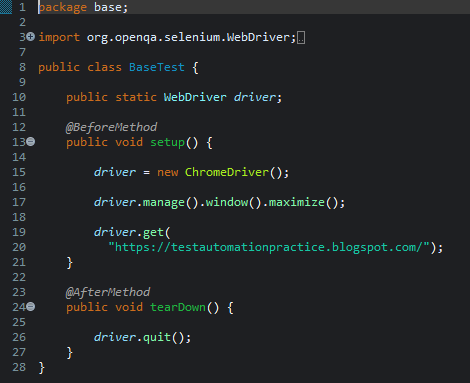 1 package base;
2
3 import org.openqa.selenium.WebDriver;
7
8 public class BaseTest {
9
10 public static WebDriver driver;
11
12 @BeforeMethod
13 public void setup() {
14
15 driver = new ChromeDriver();
16
17 driver.manage().window().maximize();
18
19 driver.get(
20 "https://testautomationpractice.blogspot.com/");
21 }
22
23 @AfterMethod
24 public void tearDown() {
25
26 driver.quit();
27 }
28 }